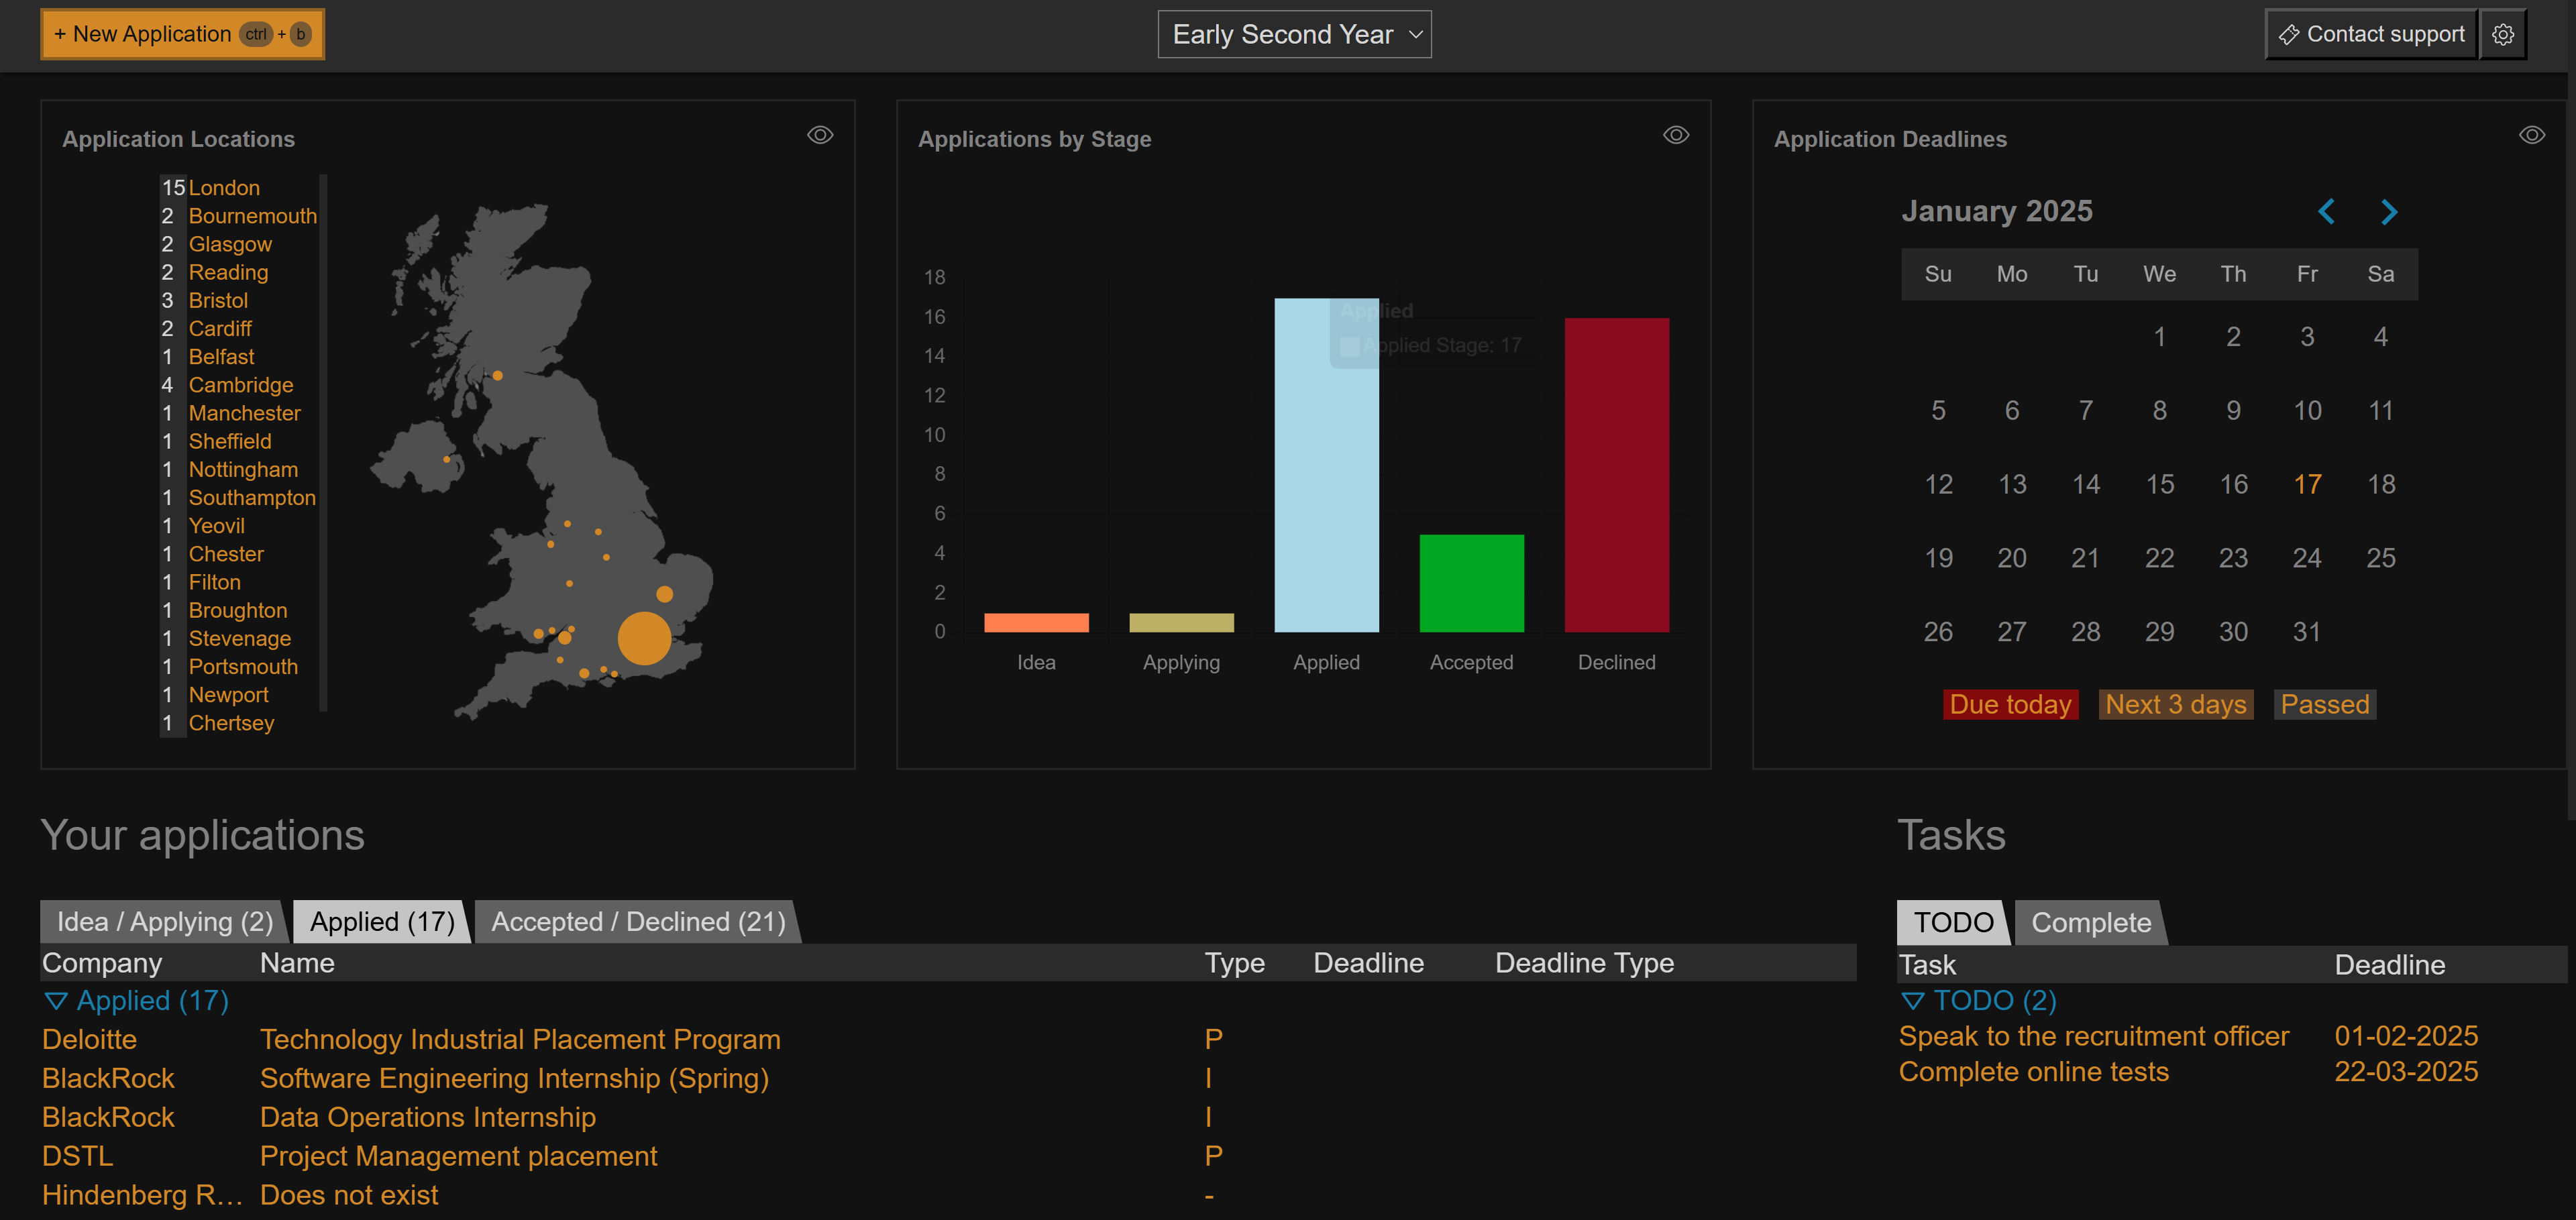 + New Application ctrl + b
Early Second Year
Contact support
Application Locations
15 London
2 Bournemouth
2 Glasgow
2 Reading
3 Bristol
2 Cardiff
1 Belfast
4 Cambridge
1 Manchester
1 Sheffield
1 Nottingham
1 Southampton
1 Yeovil
1 Chester
1 Filton
1 Broughton
1 Stevenage
1 Portsmouth
1 Newport
1 Chertsey
Applications by Stage
18
16
14
12
10
8
6
4
2
0
Applied
Applied Stage: 17
Idea Applying Applied Accepted Declined
Application Deadlines
January 2025
Su Mo Tu We Th Fr Sa
1 2 3 4
5 6 7 8 9 10 11
12 13 14 15 16 17 18
19 20 21 22 23 24 25
26 27 28 29 30 31
Due today Next 3 days Passed
Your applications
Idea / Applying (2) Applied (17) Accepted / Declined (21)
Company Name Type Deadline Deadline Type
Applied (17)
Deloitte Technology Industrial Placement Program P
BlackRock Software Engineering Internship (Spring) I
BlackRock Data Operations Internship I
DSTL Project Management placement P
Hindenberg R… Does not exist -
Tasks
TODO Complete
Task Deadline
TODO (2)
Speak to the recruitment officer 01-02-2025
Complete online tests 22-03-2025